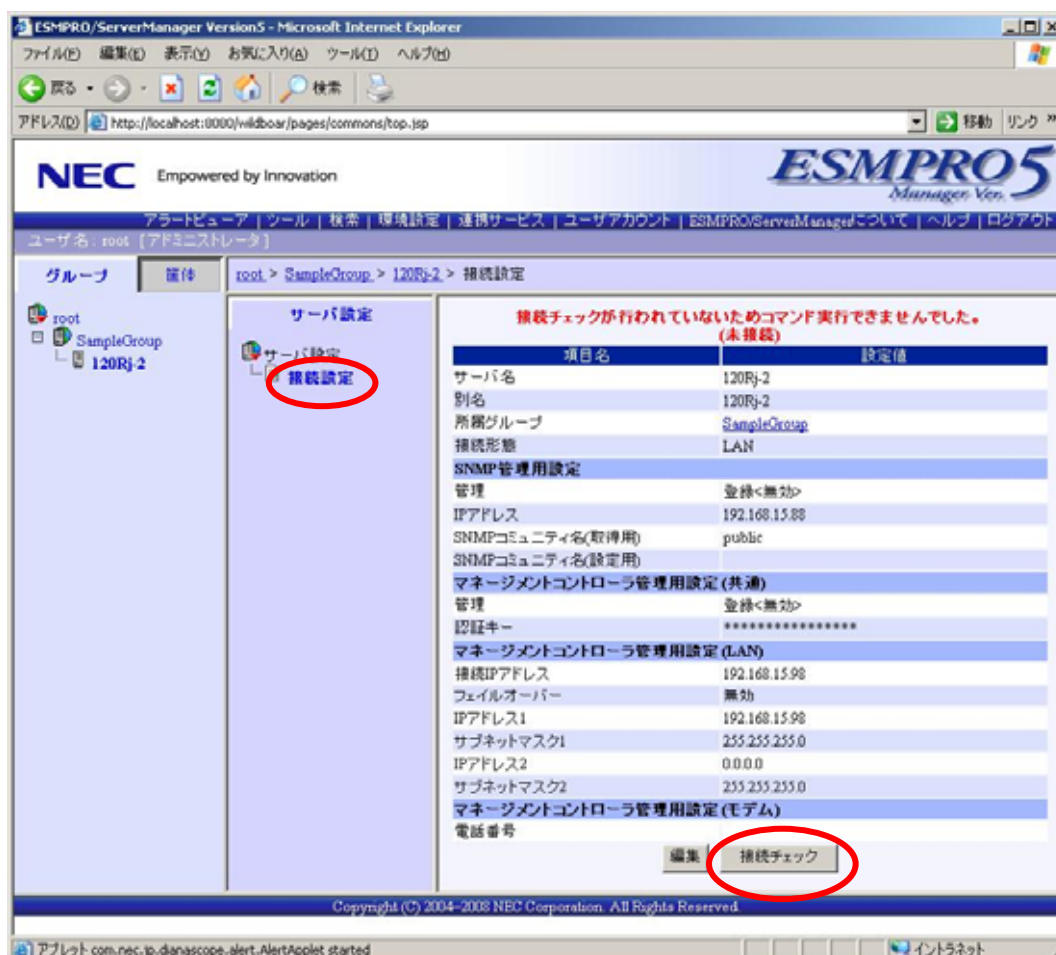 ESMPRO/ServerManager Version5 - Microsoft Internet Explorer
ファイル(F) 編集(E) 表示(V) お気に入り(A) ツール(T) ヘルプ(H)
戻る 検索
アドレス(D) http://localhost:8080/wildboar/pages/commons/top.jsp 移動 リンク »
NEC Empowered by Innovation
ESMPRO5
Manager, Ver.
アラートビューア | ツール | 検索 | 環境設定 | 連携サービス | ユーザアカウント | ESMPRO/ServerManagerについて | ヘルプ | ログアウト
ユーザ名 : root [アドミニストレータ]
グループ 筐体
root > SampleGroup > 120Rj-2 > 接続設定
root
SampleGroup
120Rj-2
サーバ設定
サーバ設定
接続設定
接続チェックが行われていないためコマンド実行できませんでした。
(未接続)
項目名 設定値
サーバ名 120Rj-2
別名 120Rj-2
所属グループ SampleGroup
接続形態 LAN
SNMP管理用設定
管理 登録<無効>
IPアドレス 192.168.15.88
SNMPコミュニティ名(取得用) public
SNMPコミュニティ名(設定用)
マネージメントコントローラ管理用設定 (共通)
管理 登録<無効>
認証キー ****************
マネージメントコントローラ管理用設定 (LAN)
接続IPアドレス 192.168.15.98
フェイルオーバー 無効
IPアドレス1 192.168.15.98
サブネットマスク1 255.255.255.0
IPアドレス2 0.0.0.0
サブネットマスク2 255.255.255.0
マネージメントコントローラ管理用設定 (モデム)
電話番号
編集 接続チェック
Copyright (C) 2004-2008 NEC Corporation. All Rights Reserved.
アプレット com.nec.jp.dianascope.alert.AlertApplet started イントラネット